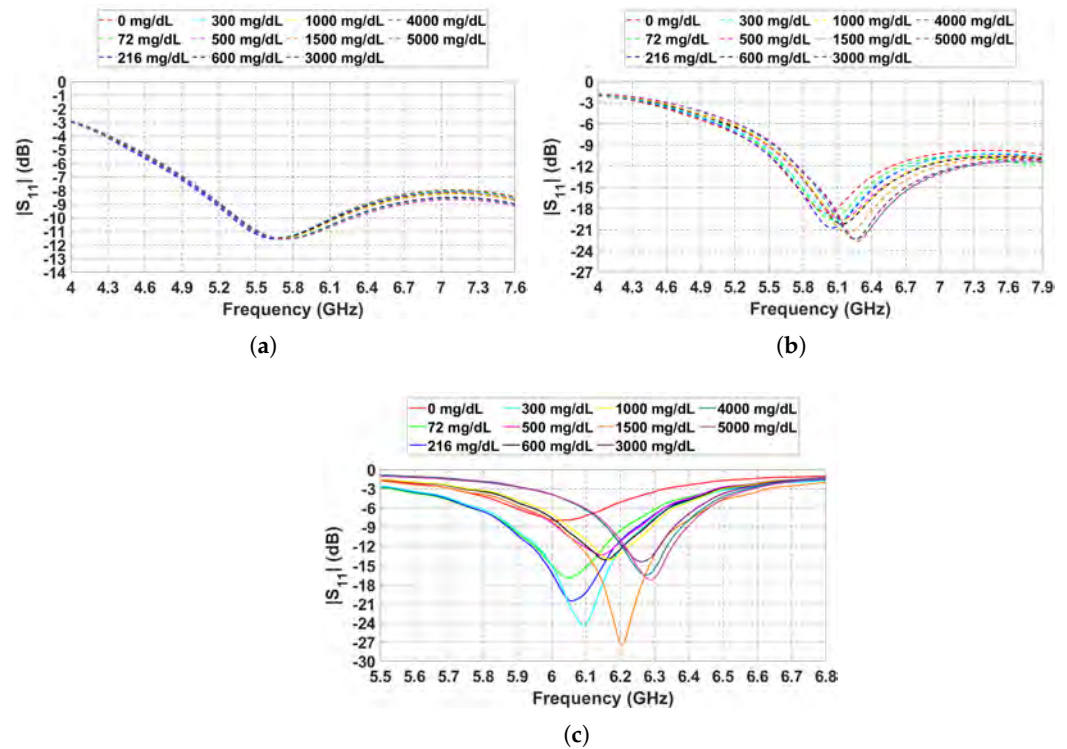 0 mg/dL 300 mg/dL 1000 mg/dL 4000 mg/dL
72 mg/dL 500 mg/dL 1500 mg/dL 5000 mg/dL
216 mg/dL 600 mg/dL 3000 mg/dL
0
-1
-2
-3
-4
-5
-6
-7
-8
-9
-10
-11
-12
-13
-14
|S11| (dB)
4 4.3 4.6 4.9 5.2 5.5 5.8 6.1 6.4 6.7 7 7.3 7.6
Frequency (GHz)
(a)
0 mg/dL 300 mg/dL 1000 mg/dL 4000 mg/dL
72 mg/dL 500 mg/dL 1500 mg/dL 5000 mg/dL
216 mg/dL 600 mg/dL 3000 mg/dL
0
-3
-6
-9
-12
-15
-18
-21
-24
-27
|S11| (dB)
4 4.3 4.6 4.9 5.2 5.5 5.8 6.1 6.4 6.7 7 7.3 7.6 7.9
Frequency (GHz)
(b)
0 mg/dL 300 mg/dL 1000 mg/dL 4000 mg/dL
72 mg/dL 500 mg/dL 1500 mg/dL 5000 mg/dL
216 mg/dL 600 mg/dL 3000 mg/dL
0
-3
-6
-9
-12
-15
-18
-21
-24
-27
-30
|S11| (dB)
5.5 5.6 5.7 5.8 5.9 6 6.1 6.2 6.3 6.4 6.5 6.6 6.7 6.8
Frequency (GHz)
(c)